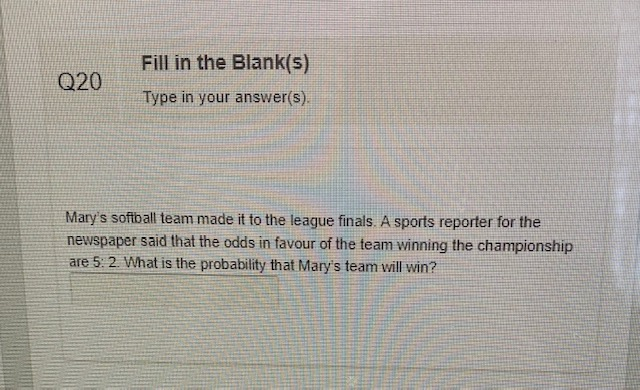 Fill in the Blank(s)
Q20
Type in your answer(s).
Mary's softball team made it to the league finals. A sports reporter for the
newspaper said that the odds in favour of the team winning the championship
are 5: 2. What is the probability that Mary's team will win?